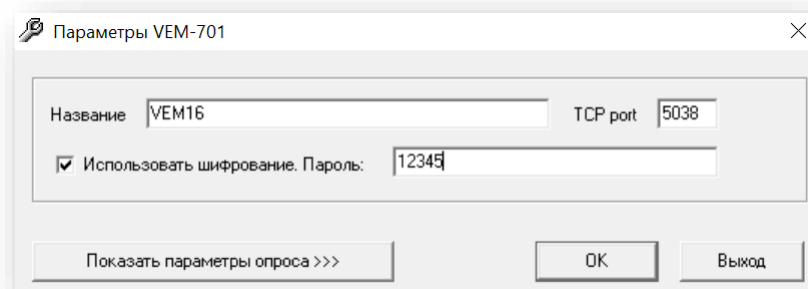 Параметры VEM-701
Название VEM16 TCP port 5038
Использовать шифрование. Пароль: 12345
Показать параметры опроса >>> OK Выход